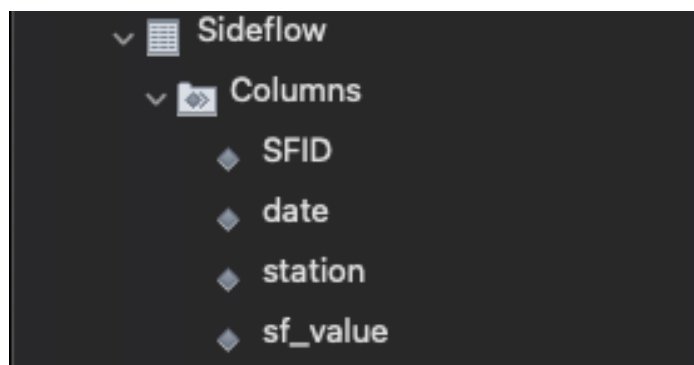 Sideflow
Columns
SFID
date
station
sf_value